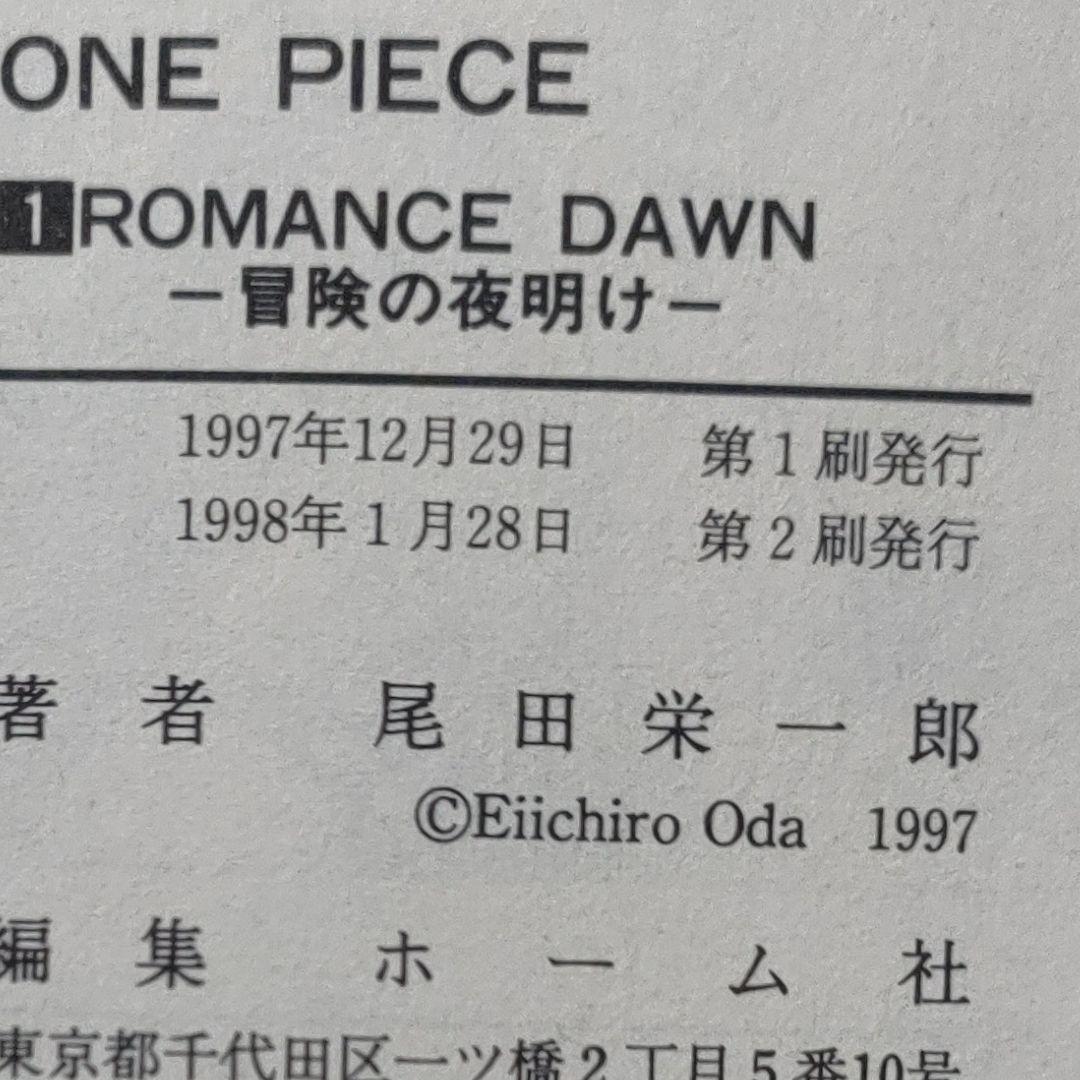 ONE PIECE
1 ROMANCE DAWN
ー冒険の夜明けー
1997年12月29日 第1刷発行
1998年1月28日 第2刷発行
著者 尾田栄一郎
©Eiichiro Oda 1997
編集 ホーム社
東京都千代田区一ツ橋2丁目5番10号